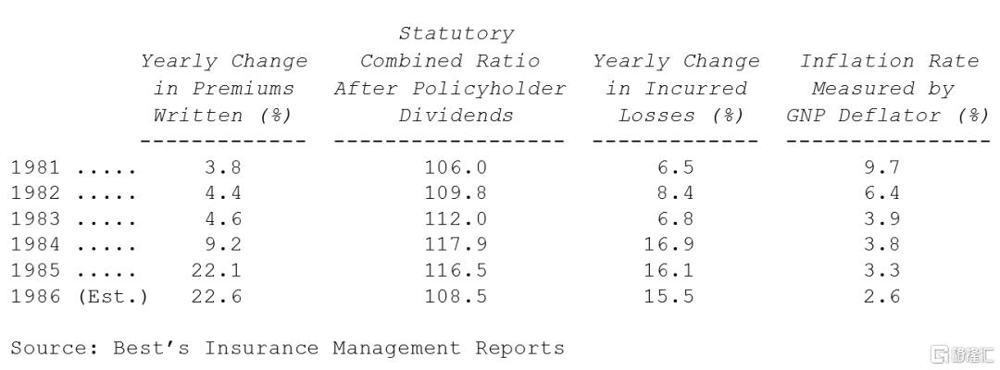 Statutory
Yearly Change Combined Ratio Yearly Change Inflation Rate
in Premiums After Policyholder in Incurred Measured by
Written (%) Dividends Losses (%) GNP Deflator (%)
------------- ------------------ ------------- ----------------
1981 ..... 3.8 106.0 6.5 9.7
1982 ..... 4.4 109.8 8.4 6.4
1983 ..... 4.6 112.0 6.8 3.9
1984 ..... 9.2 117.9 16.9 3.8
1985 ..... 22.1 116.5 16.1 3.3
1986 (Est.) 22.6 108.5 15.5 2.6
Source: Best’s Insurance Management Reports
格隆汇